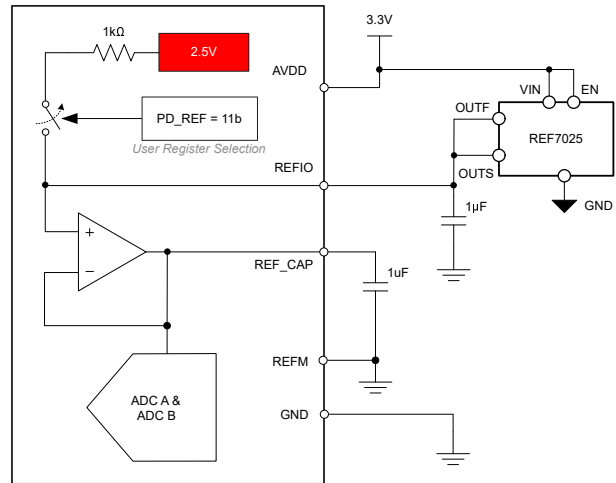 1kΩ
2.5V
3.3V
AVDD
VIN
EN
OUTF
REF7025
PD_REF = 11b
User Register Selection
REFIO
OUTS
1µF
GND
+
−
REF_CAP
1uF
REFM
ADC A &
ADC B
GND